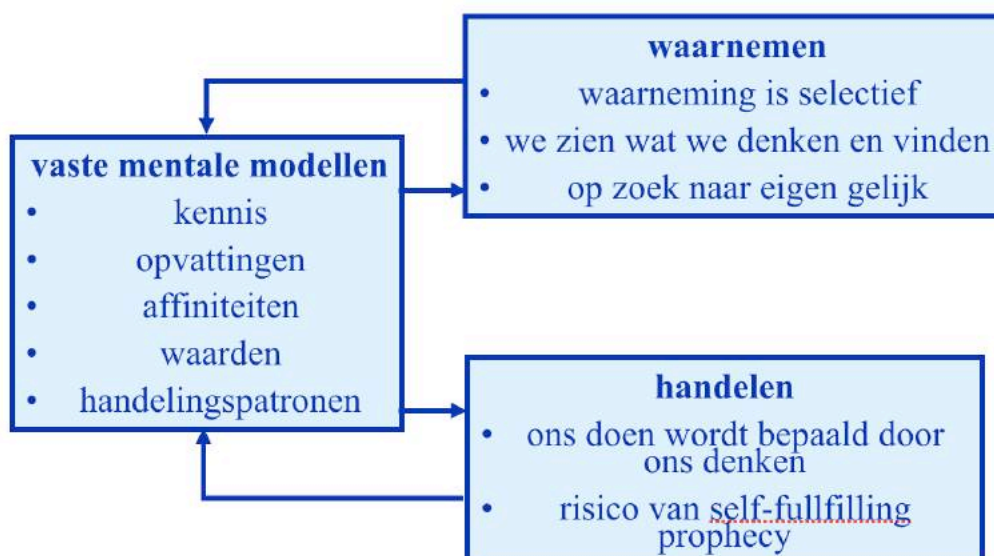 waarnemen
• waarneming is selectief
• we zien wat we denken en vinden
• op zoek naar eigen gelijk
vaste mentale modellen
• kennis
• opvattingen
• affiniteiten
• waarden
• handelingspatronen
handelen
• ons doen wordt bepaald door
ons denken
• risico van self-fullfilling
prophecy